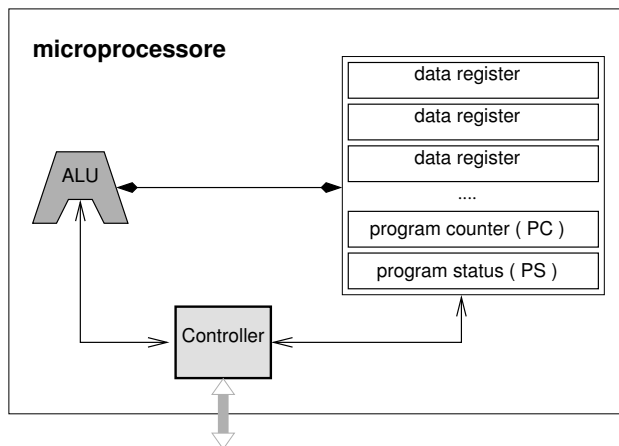 microprocessore
data register
data register
data register
....
program counter ( PC )
program status ( PS )
ALU
Controller